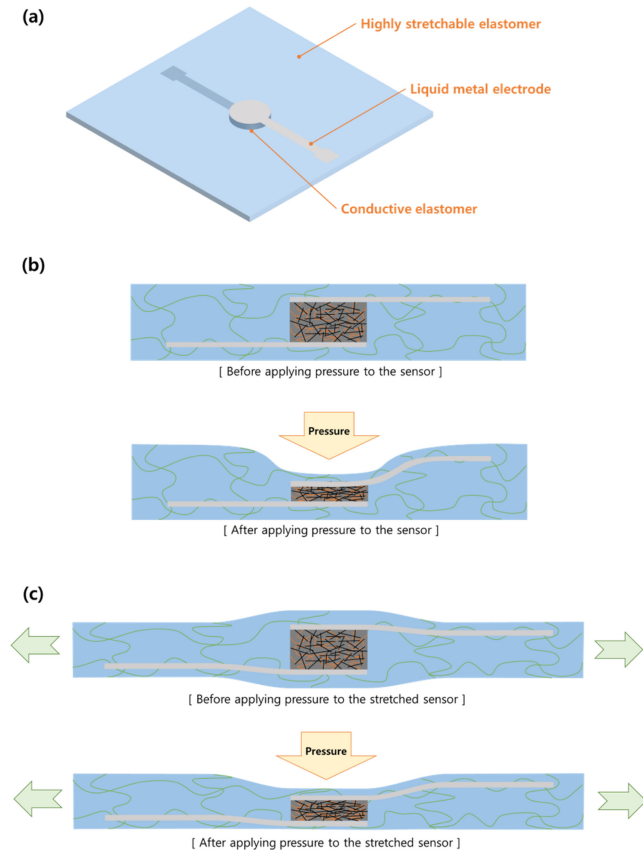 (a)
Highly stretchable elastomer
Liquid metal electrode
Conductive elastomer
(b)
[ Before applying pressure to the sensor ]
Pressure
[ After applying pressure to the sensor ]
(c)
[ Before applying pressure to the stretched sensor ]
Pressure
[ After applying pressure to the stretched sensor ]